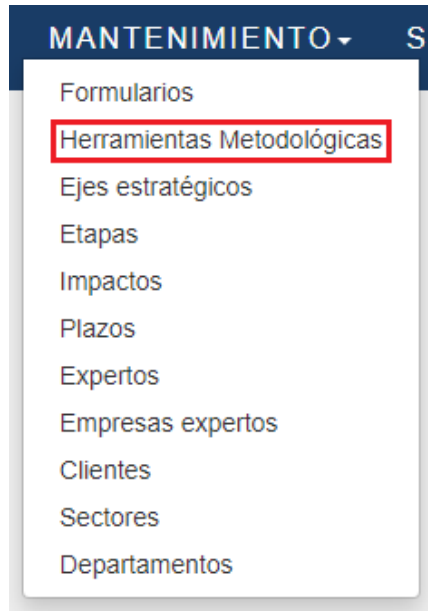 MANTENIMIENTO S
Formularios
Herramientas Metodológicas
Ejes estratégicos
Etapas
Impactos
Plazos
Expertos
Empresas expertos
Clientes
Sectores
Departamentos